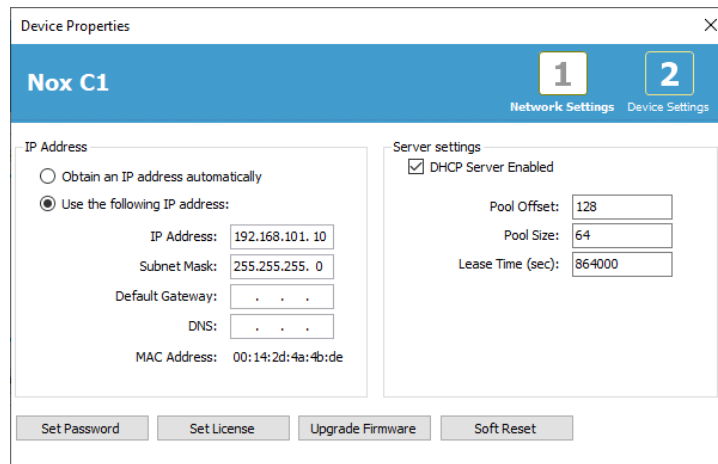 Device Properties
Nox C1
1
Network Settings
2
Device Settings
IP Address
Obtain an IP address automatically
Use the following IP address:
IP Address: 192.168.101. 10
Subnet Mask: 255.255.255. 0
Default Gateway: . . .
DNS: . . .
MAC Address: 00:14:2d:4a:4b:de
Server settings
DHCP Server Enabled
Pool Offset: 128
Pool Size: 64
Lease Time (sec): 864000
Set Password
Set License
Upgrade Firmware
Soft Reset